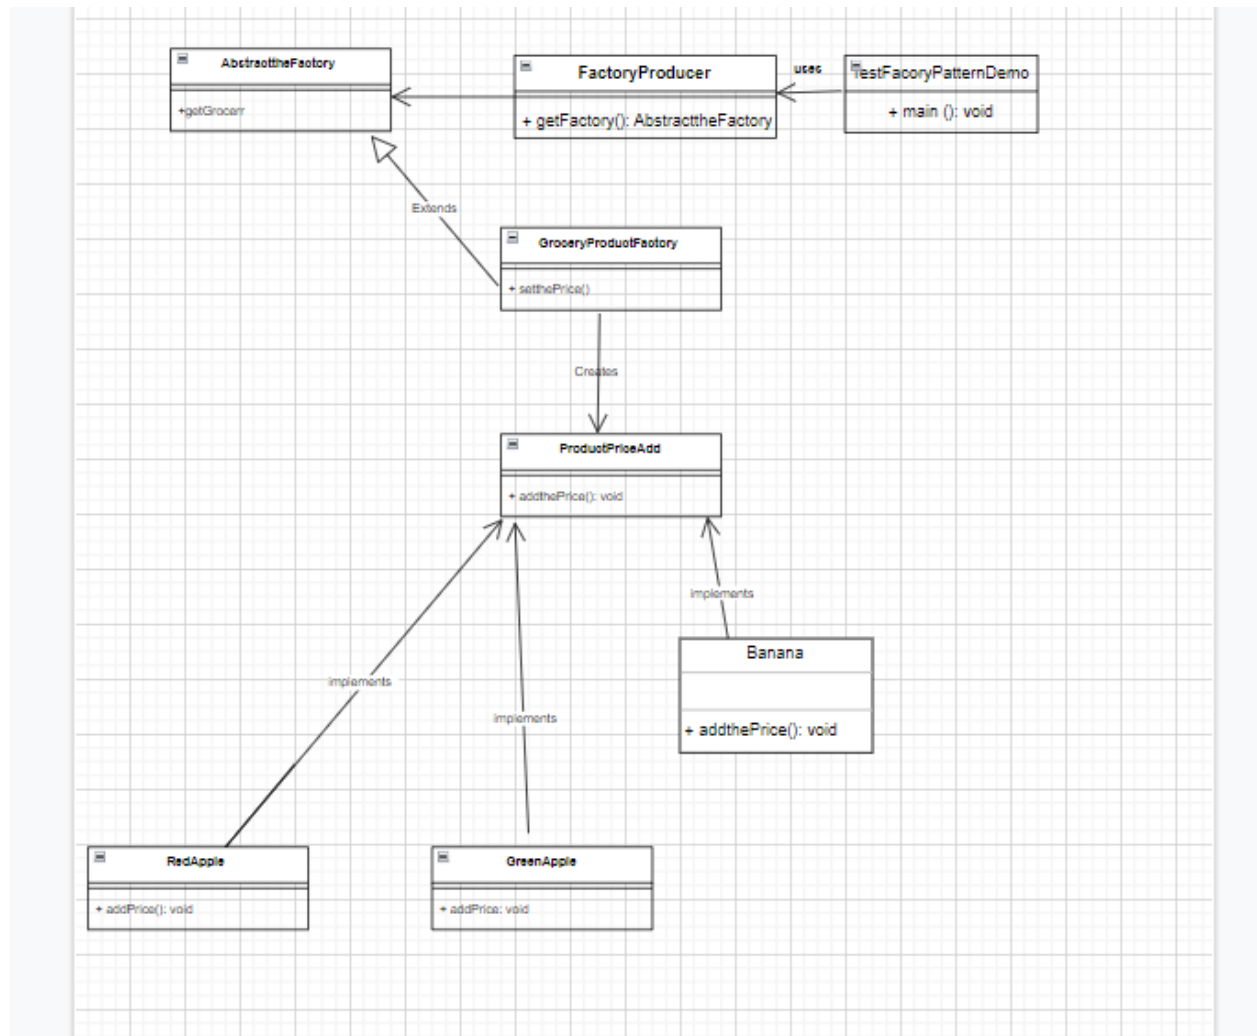 AbstracttheFactory
+getGrocerr
FactoryProducer
+ getFactory(): AbstracttheFactory
uses
TestFacoryPatternDemo
+ main (): void
Extends
GroceryProductFactory
+ setthePrice()
Creates
ProductPriceAdd
+ addthePrice(): void
implements
implements
implements
Banana
+ addthePrice(): void
RedApple
+ addPrice(): void
GreenApple
+ addPrice: void